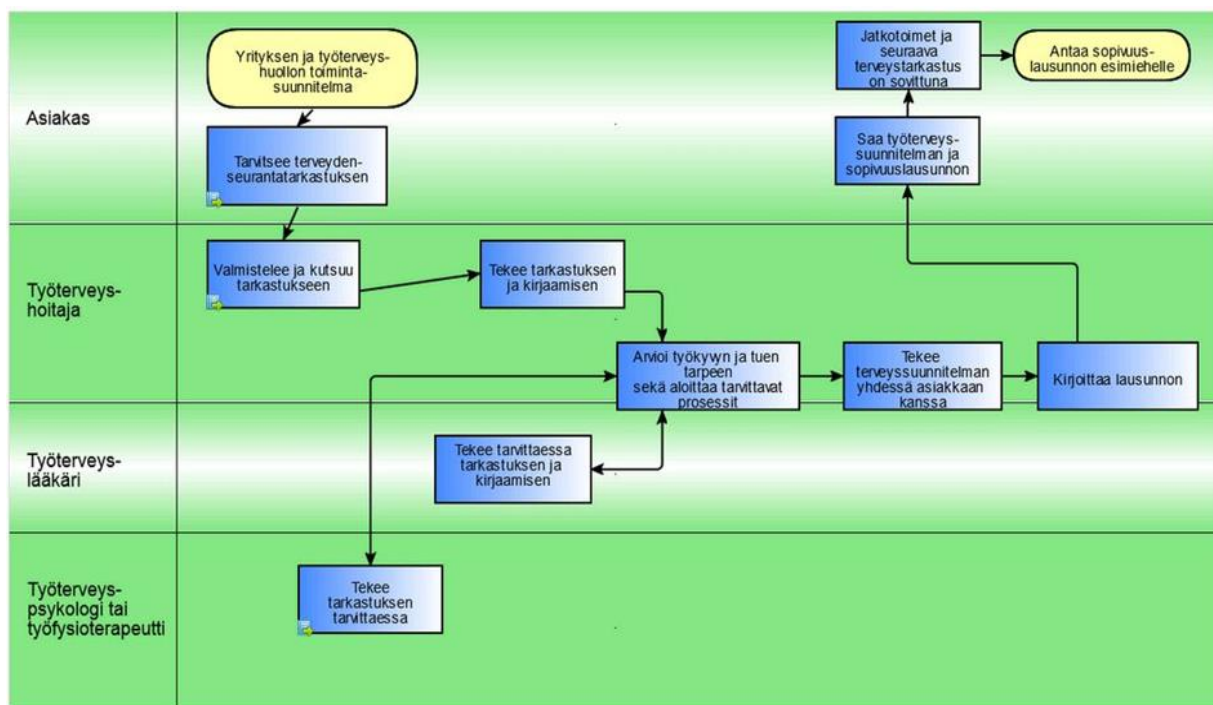 Asiakas
Yrityksen ja työterveys-
huollon toiminta-
suunnitelma
Tarvitsee terveyden-
seurantatarkastuksen
Jatkotoimet ja
seuraava
terveystarkastus
on sovittuna
Antaa sopivuus-
lausunnon esimiehelle
Saa työterveys-
suunnitelman ja
sopivuuslausunnon
Työterveys-
hoitaja
Valmistelee ja kutsuu
tarkastukseen
Tekee tarkastuksen
ja kirjaamisen
Arvioi työkyvyn ja tuen
tarpeen
sekä aloittaa tarvittavat
prosessit
Tekee
terveyssuunnitelman
yhdessä asiakkaan
kanssa
Kirjoittaa lausunnon
Työterveys-
lääkäri
Tekee tarvittaessa
tarkastuksen ja
kirjaamisen
Työterveys-
psykologi tai
työfysioterapeutti
Tekee
tarkastuksen
tarvittaessa